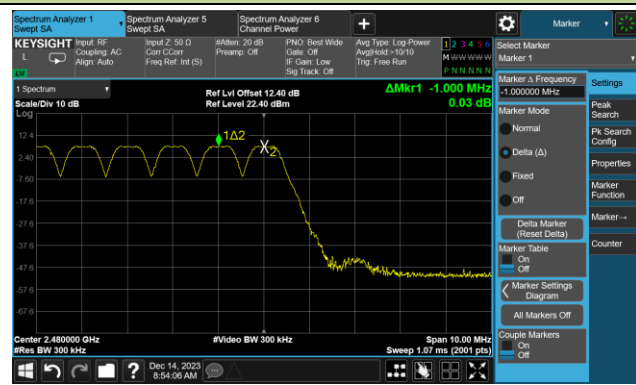 Spectrum Analyzer 1
Swept SA
Spectrum Analyzer 5
Swept SA
Spectrum Analyzer 6
Channel Power
Marker
KEYSIGHT
L
LW
Input: RF
Coupling: AC
Align: Auto
Input Z: 50 Ω
Corr CCorr
Freq Ref: Int (S)
#Atten: 20 dB
Preamp: Off
PNO: Best Wide
Gate: Off
IF Gain: Low
Sig Track: Off
Avg Type: Log-Power
Avg|Hold:>10/10
Trig: Free Run
1 2 3 4 5 6
M W W W W W
P N N N N N
Select Marker
Marker 1
1 Spectrum
Scale/Div 10 dB
Log
Ref Lvl Offset 12.40 dB
Ref Level 22.40 dBm
ΔMkr1 -1.000 MHz
0.03 dB
12.4
2.40
-7.60
-17.6
-27.6
-37.6
-47.6
-57.6
-67.6
1Δ2
2
Center 2.480000 GHz
#Res BW 300 kHz
#Video BW 300 kHz
Span 10.00 MHz
Sweep 1.07 ms (2001 pts)
Marker Δ Frequency
-1.000000 MHz
Marker Mode
Normal
Delta (Δ)
Fixed
Off
Delta Marker
(Reset Delta)
Marker Table
On
Off
Marker Settings
Diagram
All Markers Off
Couple Markers
On
Off
Settings
Peak
Search
Pk Search
Config
Properties
Marker
Function
Marker→
Counter
Dec 14, 2023
8:54:06 AM